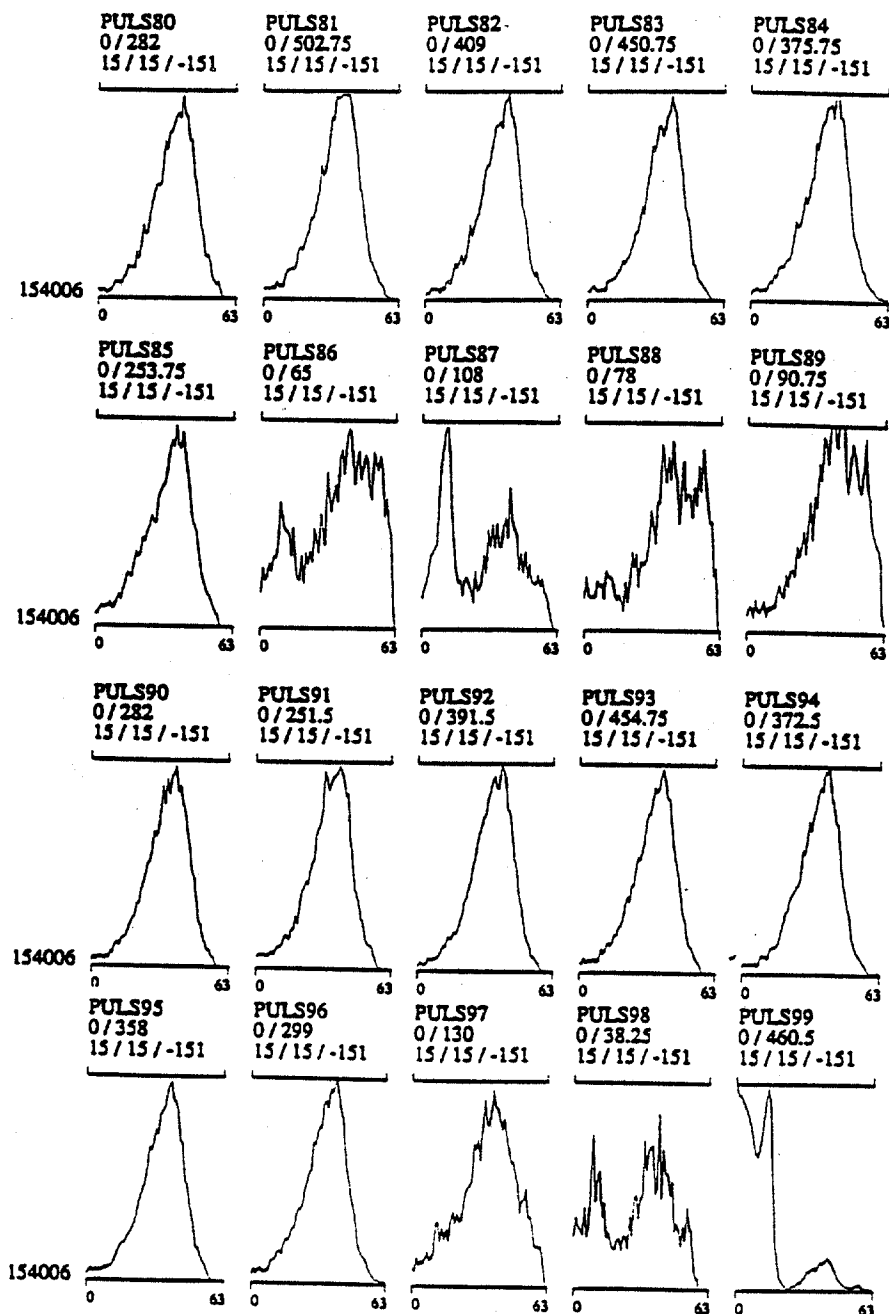 PULS80 PULS81 PULS82 PULS83 PULS84
0 / 282 0 / 502.75 0 / 409 0 / 450.75 0 / 375.75
15 / 15 / -151 15 / 15 / -151 15 / 15 / -151 15 / 15 / -151 15 / 15 / -151
154006
0 63 0 63 0 63 0 63 0 63
PULS85 PULS86 PULS87 PULS88 PULS89
0 / 253.75 0 / 65 0 / 108 0 / 78 0 / 90.75
15 / 15 / -151 15 / 15 / -151 15 / 15 / -151 15 / 15 / -151 15 / 15 / -151
154006
0 63 0 63 0 63 0 63 0 63
PULS90 PULS91 PULS92 PULS93 PULS94
0 / 282 0 / 251.5 0 / 391.5 0 / 454.75 0 / 372.5
15 / 15 / -151 15 / 15 / -151 15 / 15 / -151 15 / 15 / -151 15 / 15 / -151
154006
0 63 0 63 0 63 0 63 0 63
PULS95 PULS96 PULS97 PULS98 PULS99
0 / 358 0 / 299 0 / 130 0 / 38.25 0 / 460.5
15 / 15 / -151 15 / 15 / -151 15 / 15 / -151 15 / 15 / -151 15 / 15 / -151
154006
0 63 0 63 0 63 0 63 0 63